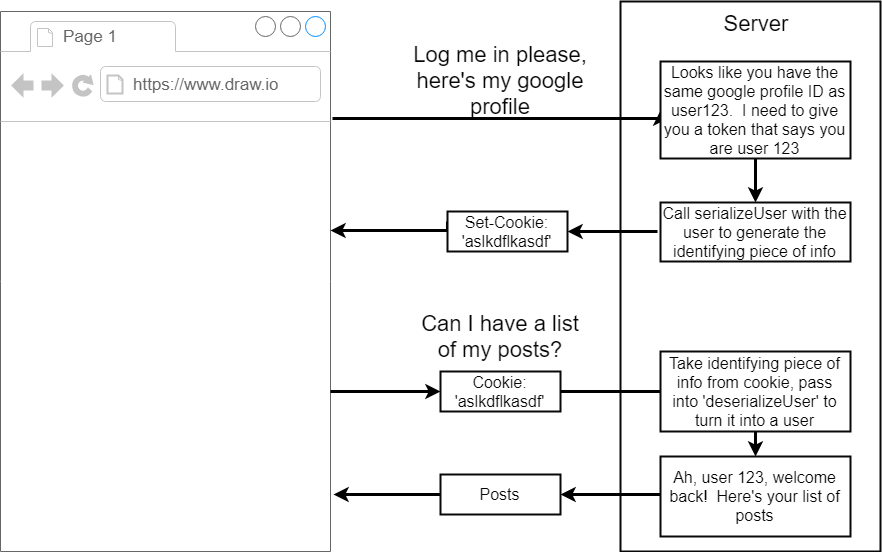 Page 1
https://www.draw.io
Server
Log me in please,
here's my google
profile
Looks like you have the
same google profile ID as
user123.  I need to give
you a token that says you
are user 123
Call serializeUser with the
user to generate the
identifying piece of info
Set-Cookie:
'aslkdflkasdf'
Can I have a list
of my posts?
Cookie:
'aslkdflkasdf'
Take identifying piece of
info from cookie, pass
into 'deserializeUser' to
turn it into a user
Ah, user 123, welcome
back!  Here's your list of
posts
Posts